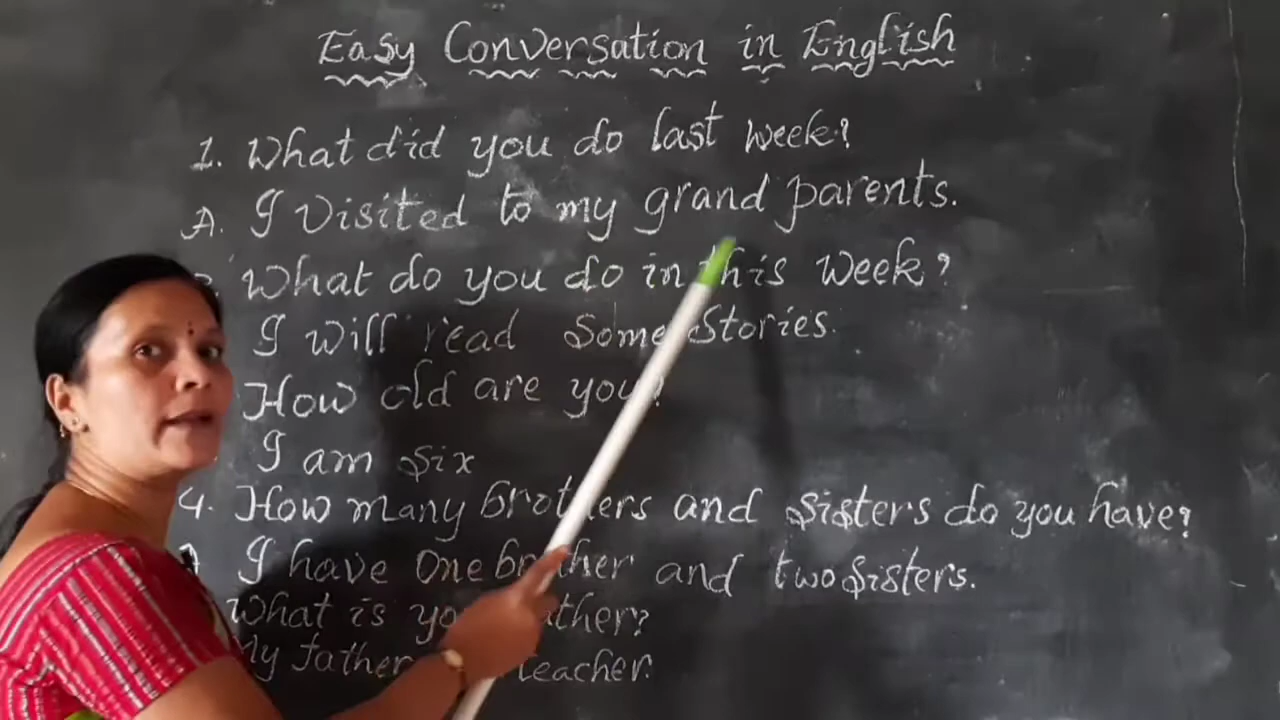 Easy Conversation in English
1. What did you do last week?
A. I Visited to my grand parents.
What do you do in this week?
I will read Some Stories.
How old are you?
I am Six
4. How many brothers and Sisters do you have?
A I have One brother and two Sisters.
What is
My father teacher.